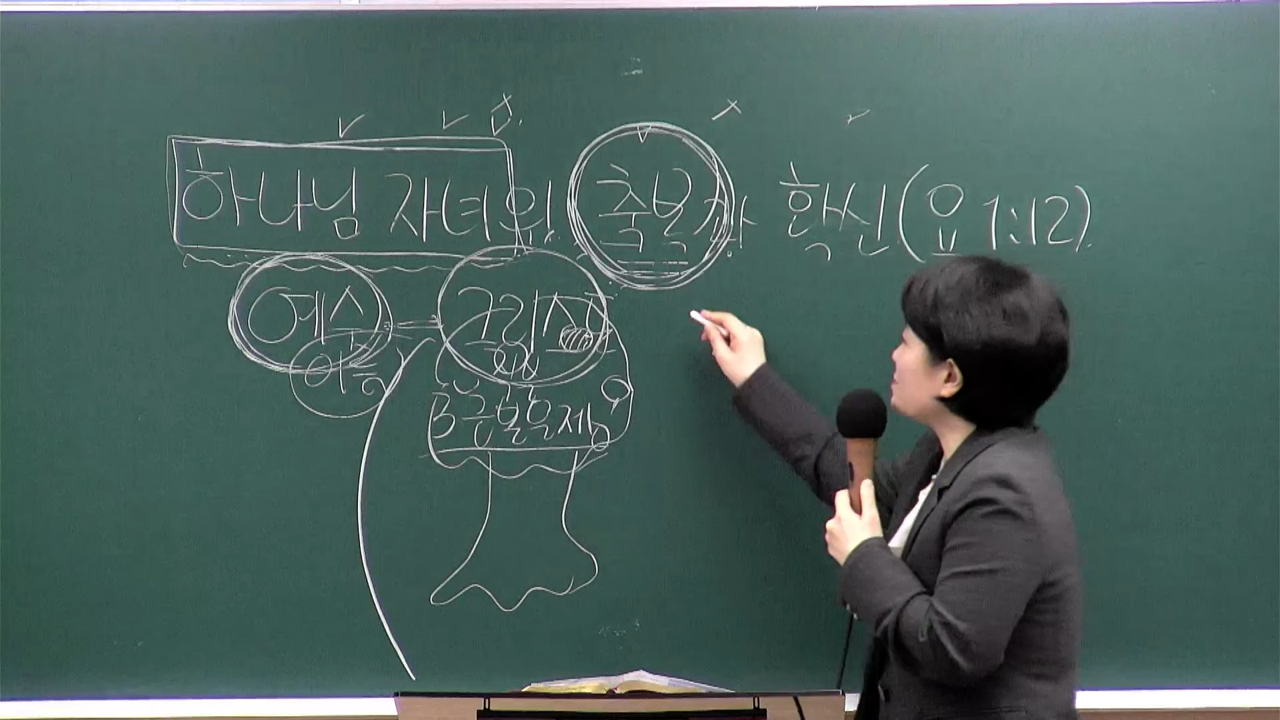 하나님 자녀의 축복과 확신(요 1:12)
예수 = 그리스도
이름
3근본문제